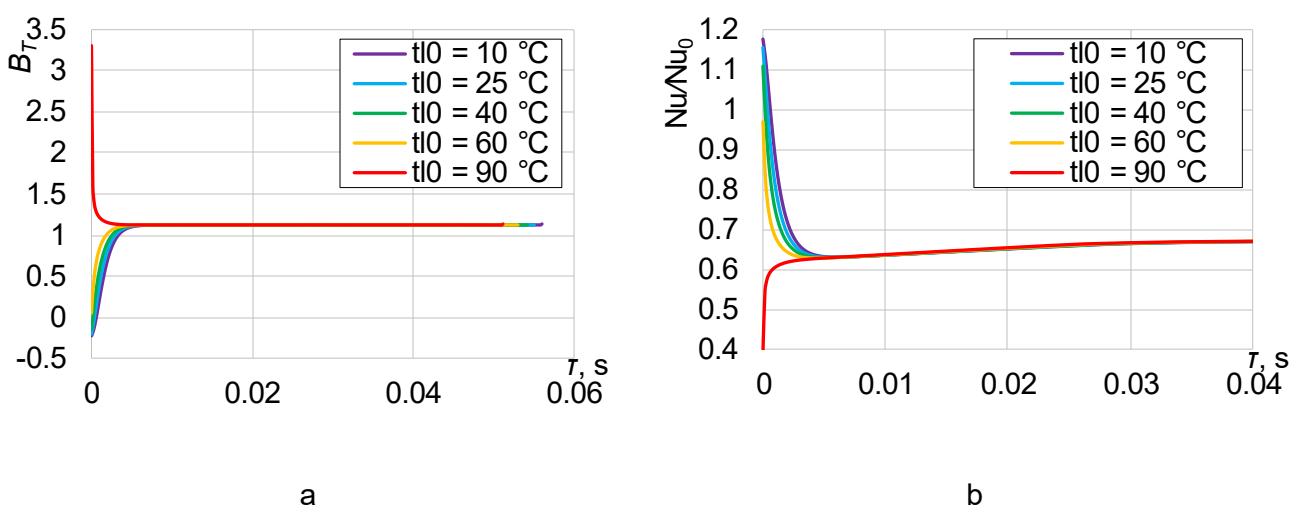 B_T
3.5
3
2.5
2
1.5
1
0.5
0
-0.5
tl0 = 10 °C
tl0 = 25 °C
tl0 = 40 °C
tl0 = 60 °C
tl0 = 90 °C
τ, s
0
0.02
0.04
0.06
a
Nu/Nu₀
1.2
1.1
1
0.9
0.8
0.7
0.6
0.5
0.4
tl0 = 10 °C
tl0 = 25 °C
tl0 = 40 °C
tl0 = 60 °C
tl0 = 90 °C
τ, s
0
0.01
0.02
0.03
0.04
b